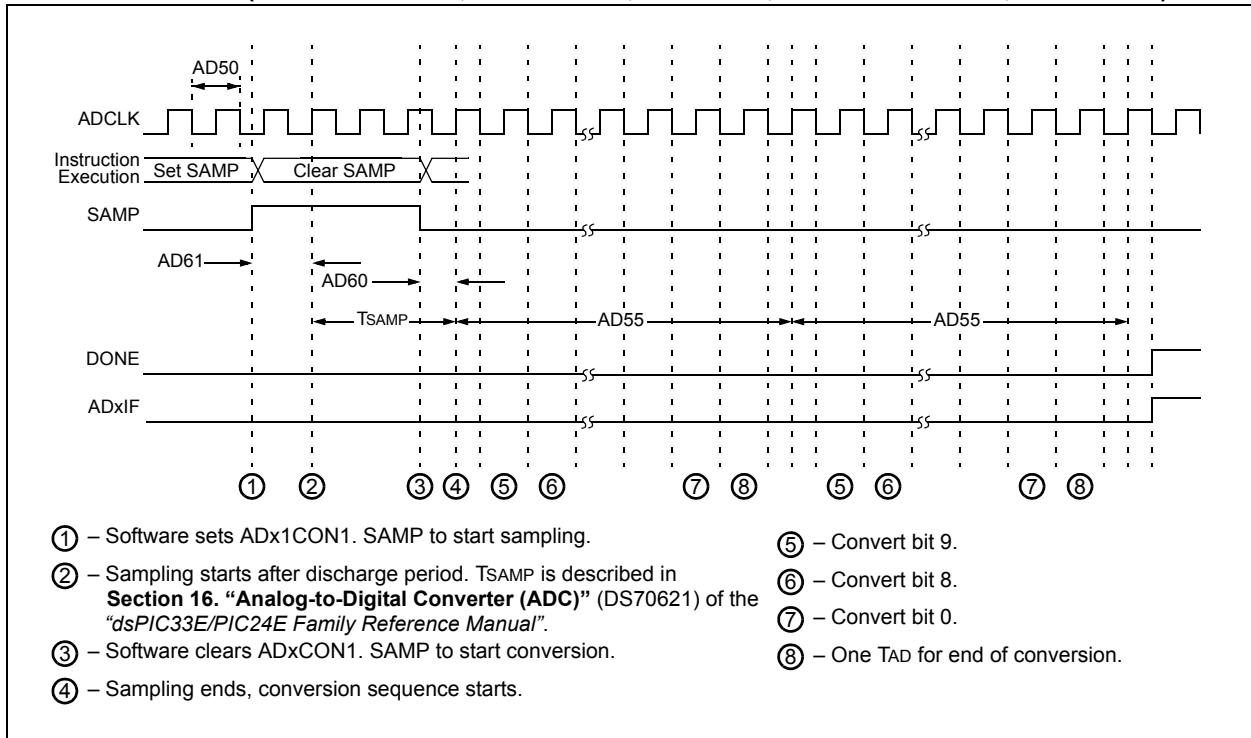 AD50
ADCLK
Instruction
Execution
Set SAMP
Clear SAMP
SAMP
AD61
AD60
TSAMP
AD55
AD55
DONE
ADxIF
1 2 3 4 5 6 7 8 5 6 7 8
1 – Software sets ADx1CON1. SAMP to start sampling.
2 – Sampling starts after discharge period. TSAMP is described in
Section 16. “Analog-to-Digital Converter (ADC)” (DS70621) of the
“dsPIC33E/PIC24E Family Reference Manual”.
3 – Software clears ADxCON1. SAMP to start conversion.
4 – Sampling ends, conversion sequence starts.
5 – Convert bit 9.
6 – Convert bit 8.
7 – Convert bit 0.
8 – One TAD for end of conversion.